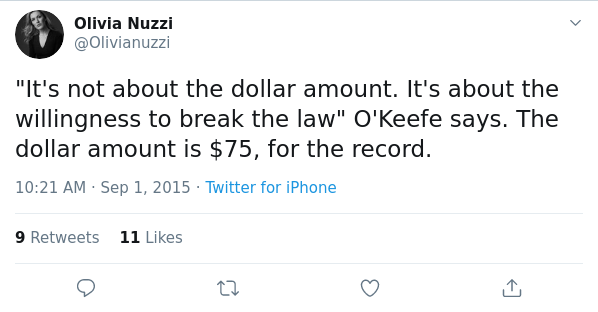 Olivia Nuzzi
@Olivianuzzi
"It's not about the dollar amount. It's about the
willingness to break the law" O'Keefe says. The
dollar amount is $75, for the record.
10:21 AM · Sep 1, 2015 · Twitter for iPhone
9 Retweets 11 Likes